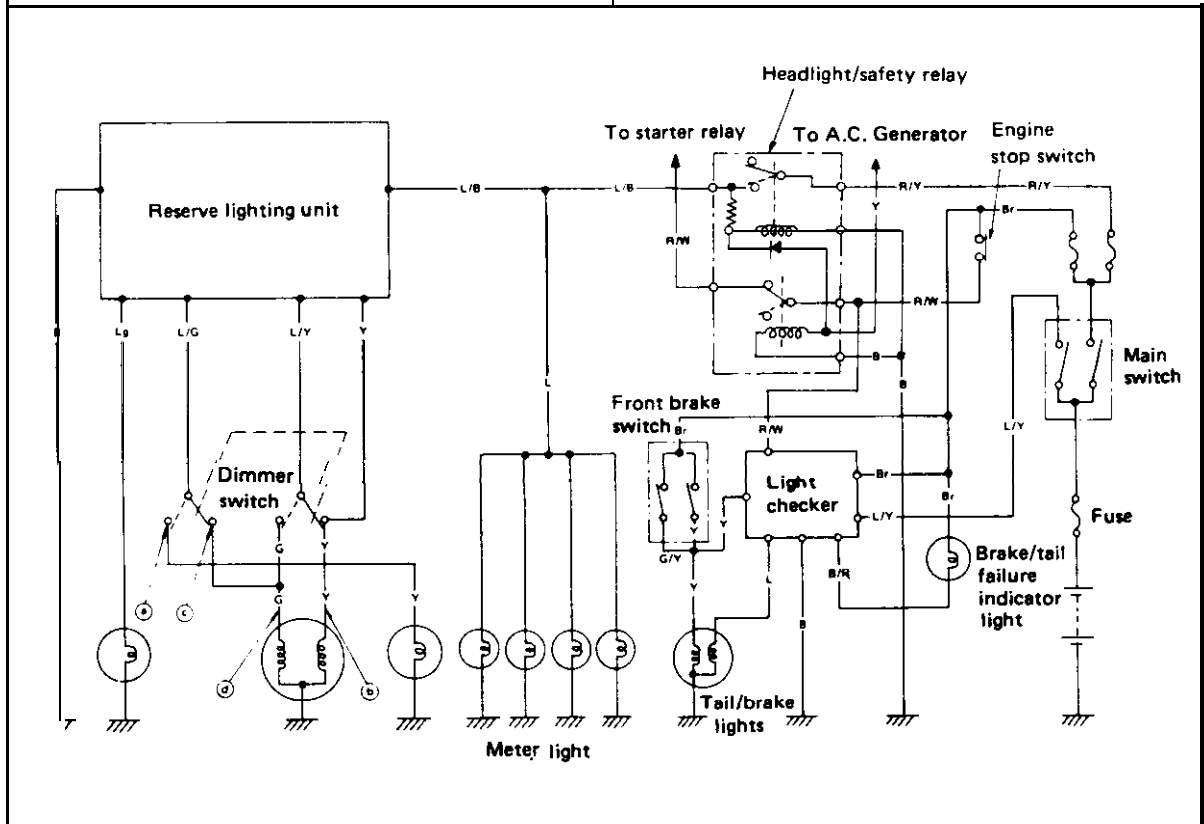 Headlight/safety relay
To starter relay
To A.C. Generator
Engine
stop switch
Reserve lighting unit
L/B
L/B
R/Y
R/Y
Y
Br
R/W
R/W
Lg
L/G
L/Y
Y
B
B
L
L/Y
Main
switch
Front brake
switch
Br
R/W
Dimmer
switch
Light
checker
Br
Br
L/Y
Y
Y
G/Y
Fuse
G
Y
L
B/R
Brake/tail
failure
indicator
light
G
Y
Y
Y
B
a
c
d
b
Tail/brake
lights
Meter light